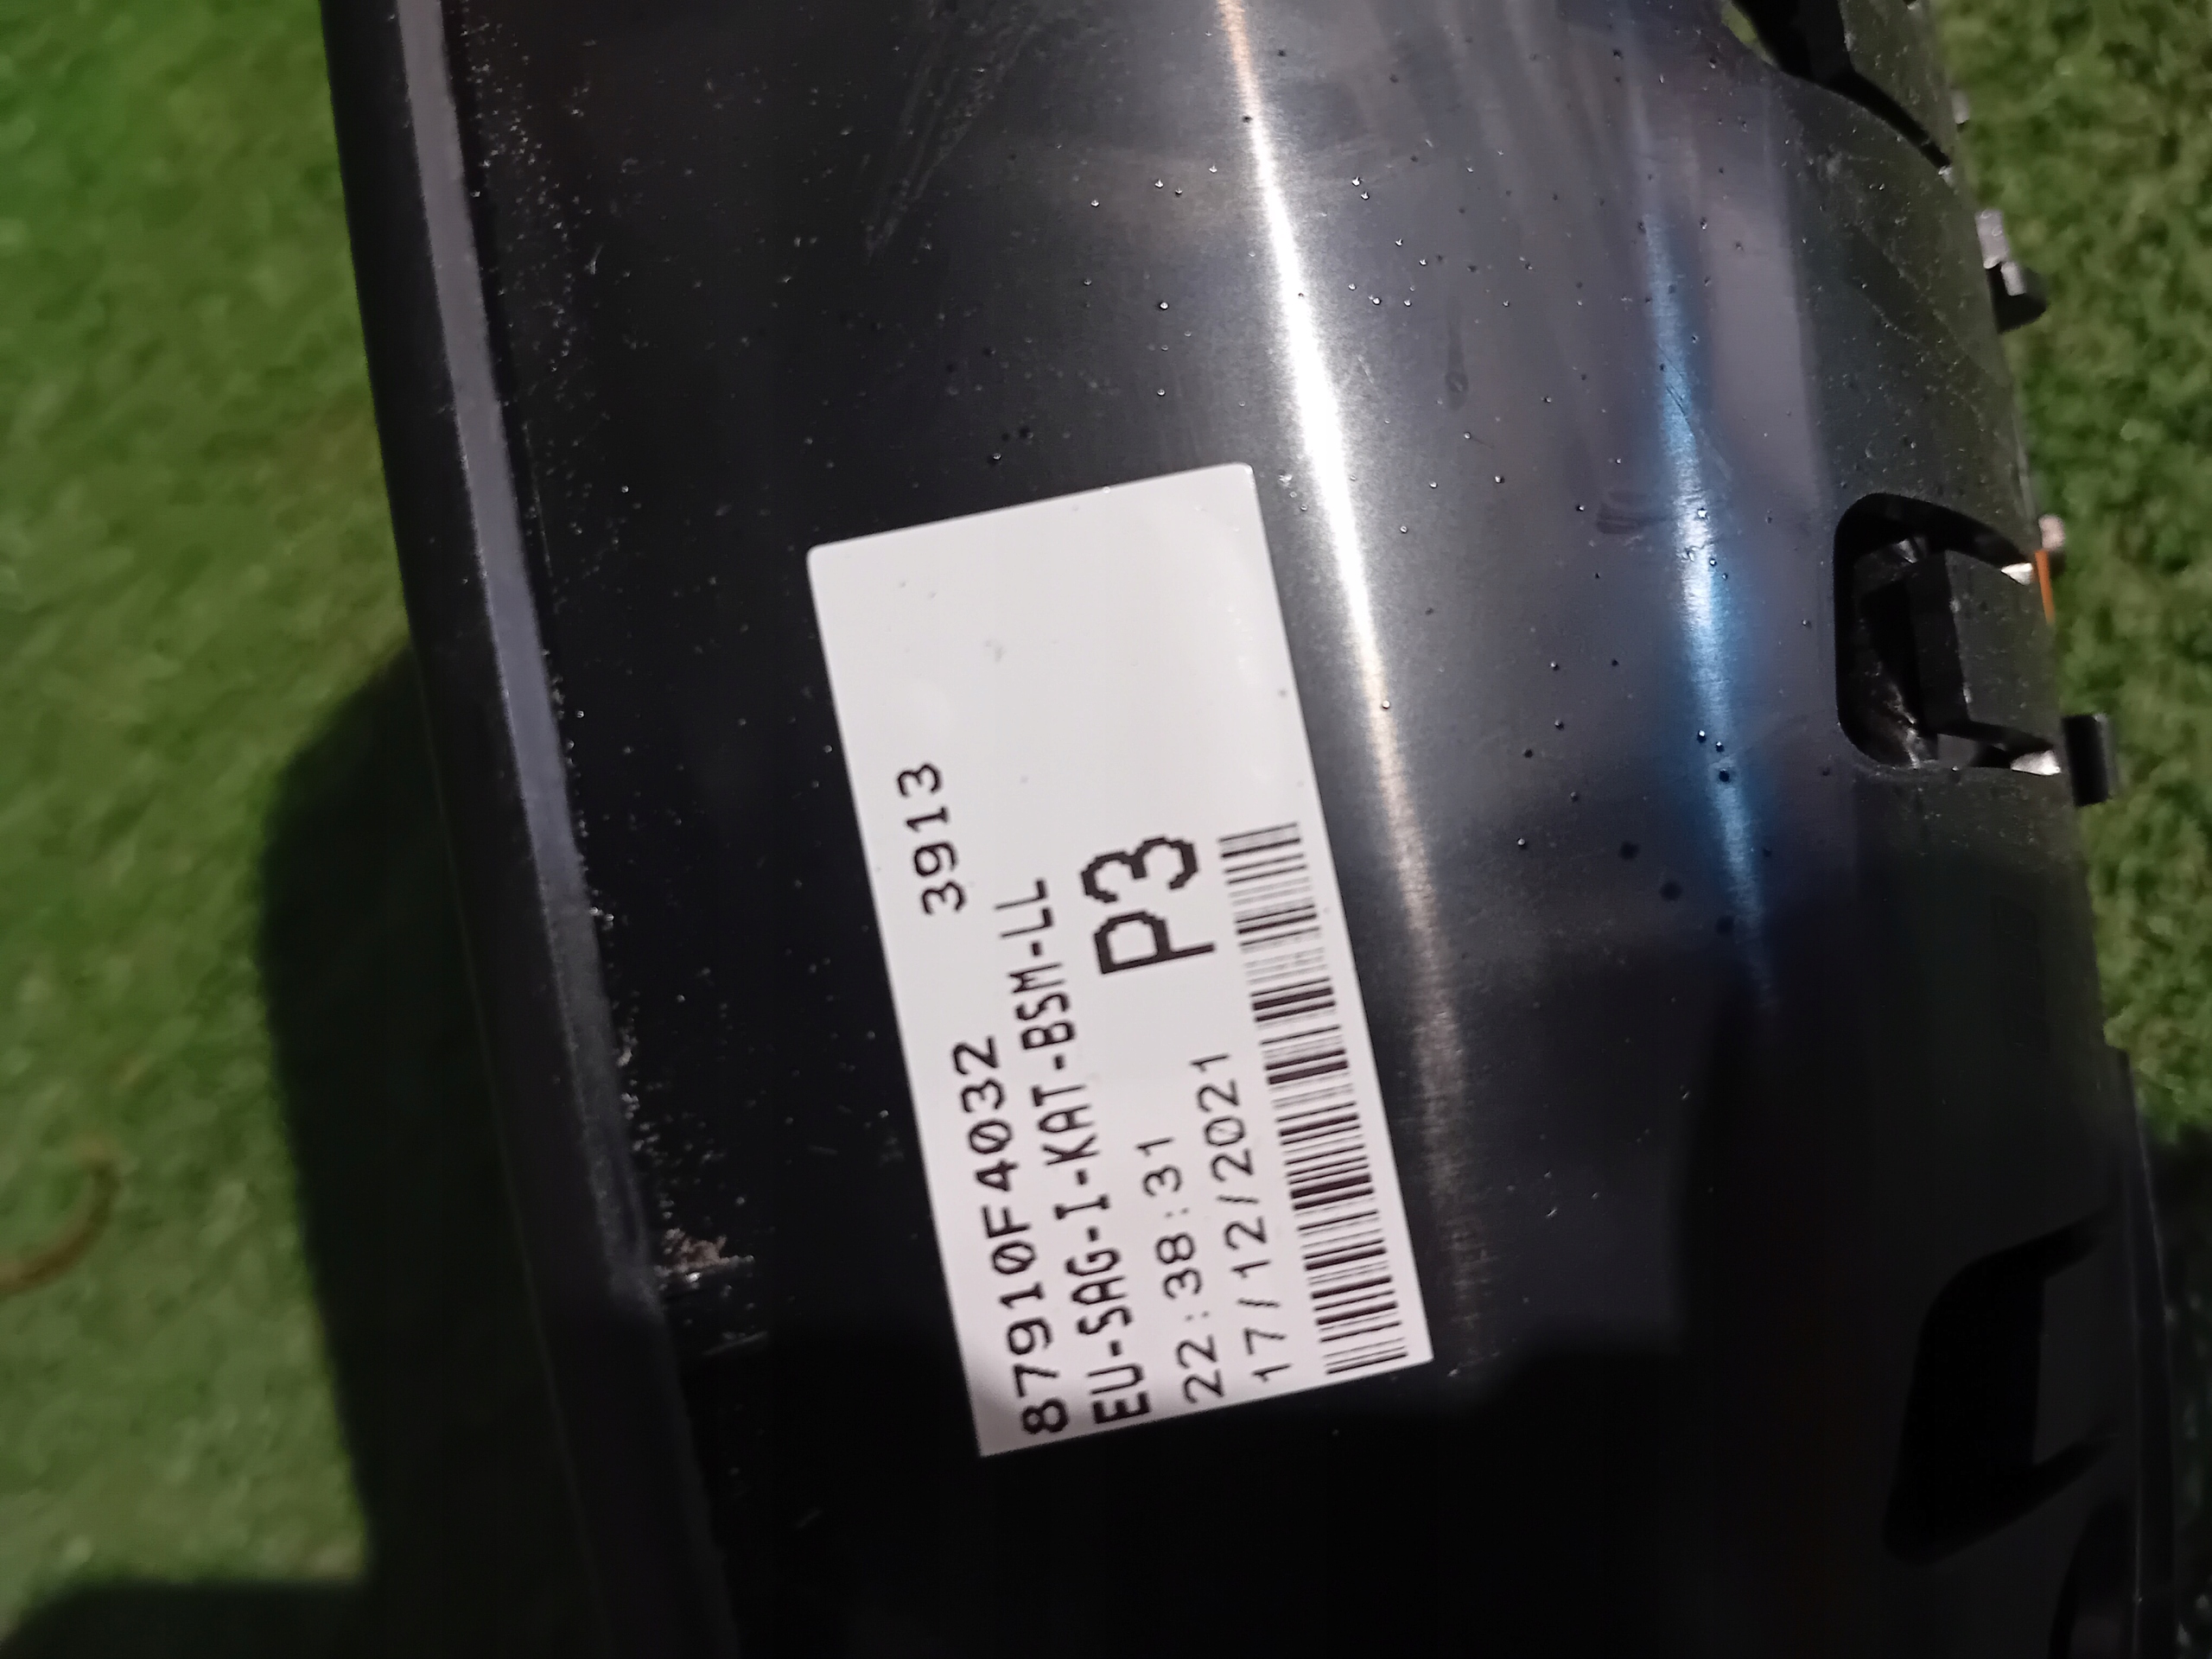 87910F4032 3913
EU-SAG-I-KAT-BSM-LL
22:38:31 P3
17/12/2021